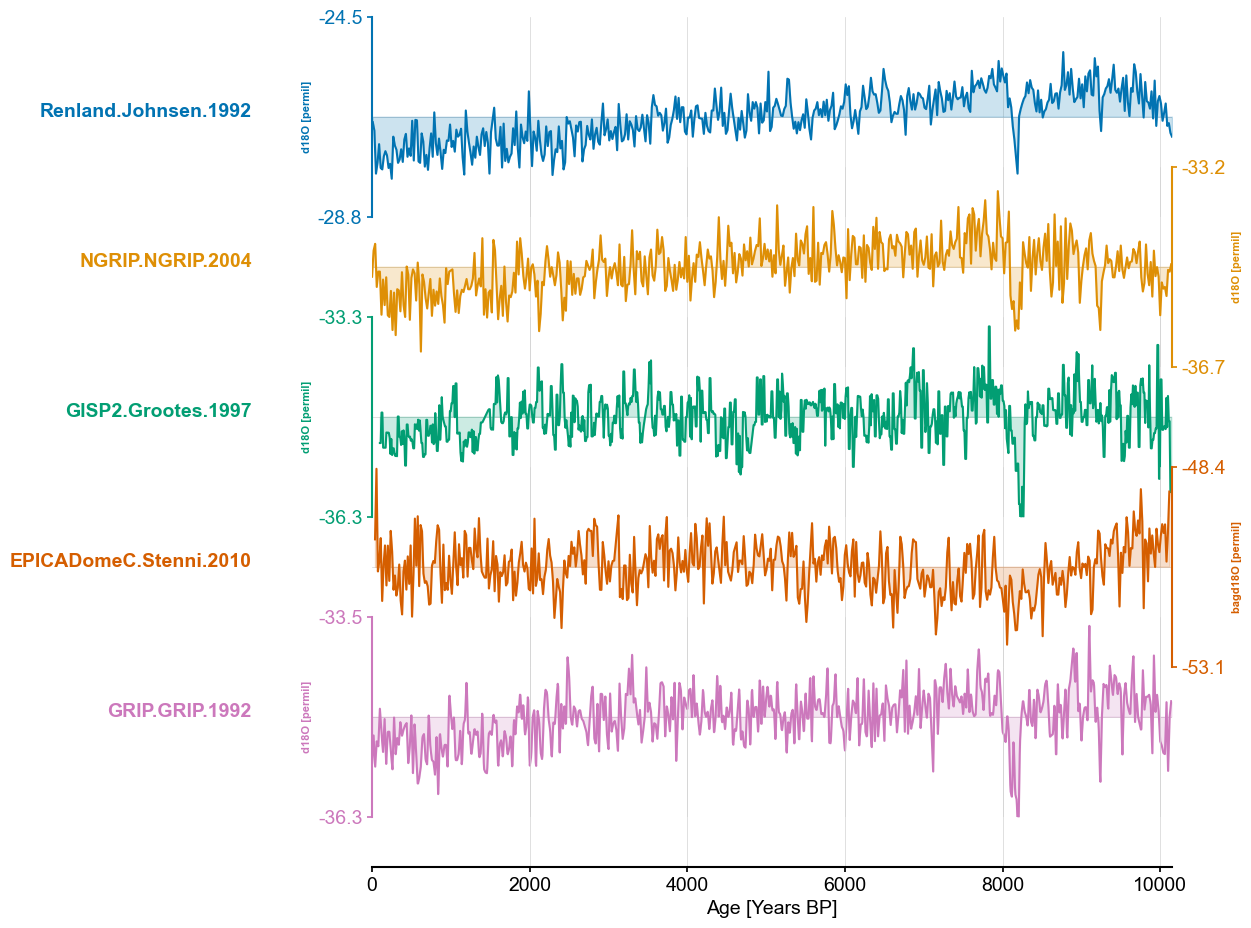 -24.5
Renland.Johnsen.1992
d18O [permil]
-28.8
-33.2
NGRIP.NGRIP.2004
d18O [permil]
-36.7
-33.3
GISP2.Grootes.1997
d18O [permil]
-36.3
-48.4
EPICADomeC.Stenni.2010
bagd18O [permil]
-53.1
-33.5
GRIP.GRIP.1992
d18O [permil]
-36.3
0 2000 4000 6000 8000 10000
Age [Years BP]